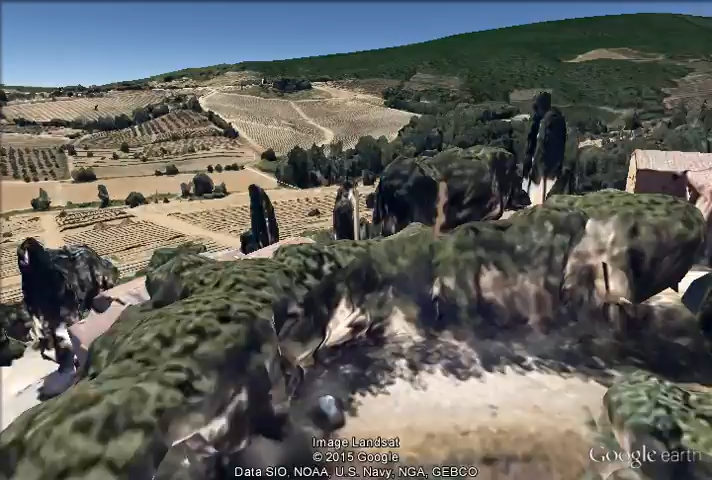 Image Landsat
© 2015 Google
Data SIO, NOAA, U.S. Navy, NGA, GEBCO
Google earth